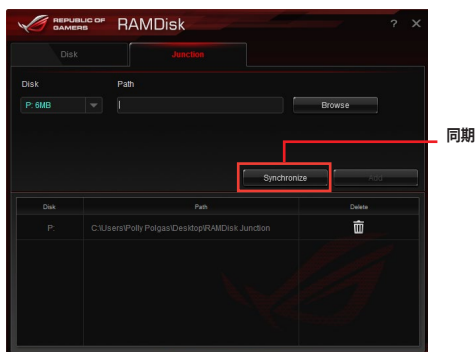 REPUBLIC OF
GAMERS
RAMDisk
?
Disk
Junction
Disk
Path
P: 6MB
Browse
同期
Synchronize
Add
Disk
Path
Delete
P:
C:\Users\Polly Polgas\Desktop\RAMDisk Junction